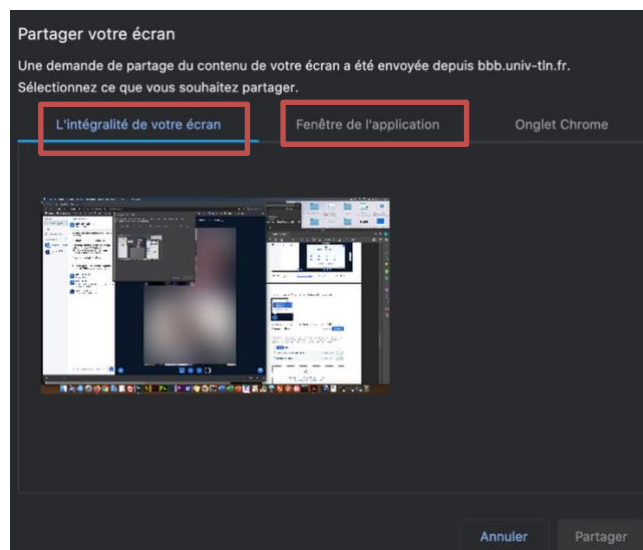 Partager votre écran
Une demande de partage du contenu de votre écran a été envoyée depuis bbb.univ-tln.fr.
Sélectionnez ce que vous souhaitez partager.
L'intégralité de votre écran Fenêtre de l'application Onglet Chrome
Annuler Partager